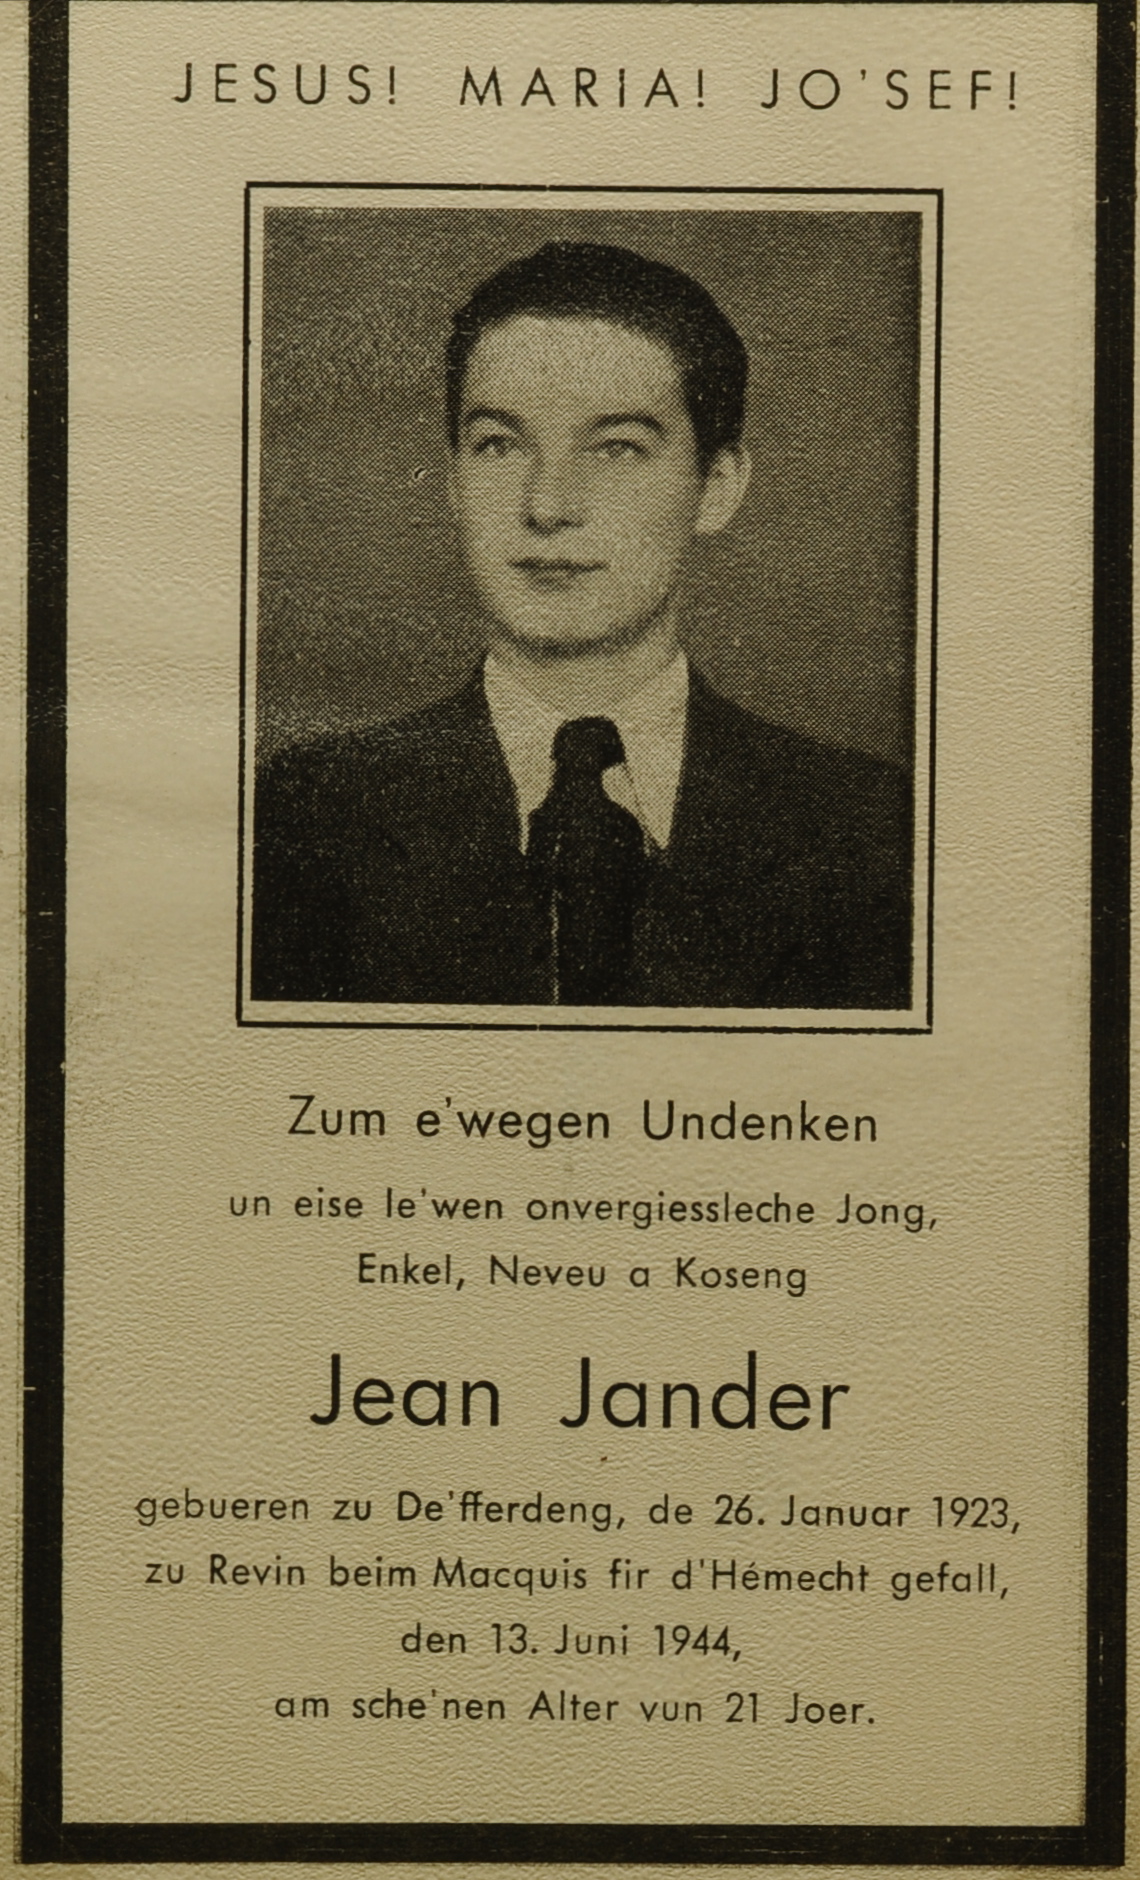 JESUS! MARIA! JO'SEF!
Zum e'wegen Undenken
un eise le'wen onvergiessleche Jong,
Enkel, Neveu a Koseng
Jean Jander
gebueren zu De'fferdeng, de 26. Januar 1923,
zu Revin beim Macquis fir d'Hémecht gefall,
den 13. Juni 1944,
am sche'nen Alter vun 21 Joer.